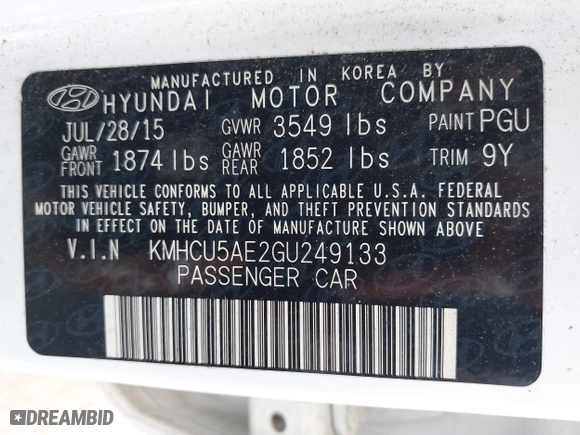 MANUFACTURED IN KOREA BY
HYUNDAI MOTOR COMPANY
JUL/28/15 GVWR 3549 lbs PAINT PGU
GAWR FRONT 1874 lbs GAWR REAR 1852 lbs TRIM 9Y
THIS VEHICLE CONFORMS TO ALL APPLICABLE U.S.A. FEDERAL
MOTOR VEHICLE SAFETY, BUMPER, AND THEFT PREVENTION STANDARDS
IN EFFECT ON THE DATE OF MANUFACTURE SHOWN ABOVE
V.I.N KMHCU5AE2GU249133
PASSENGER CAR
DREAMBID